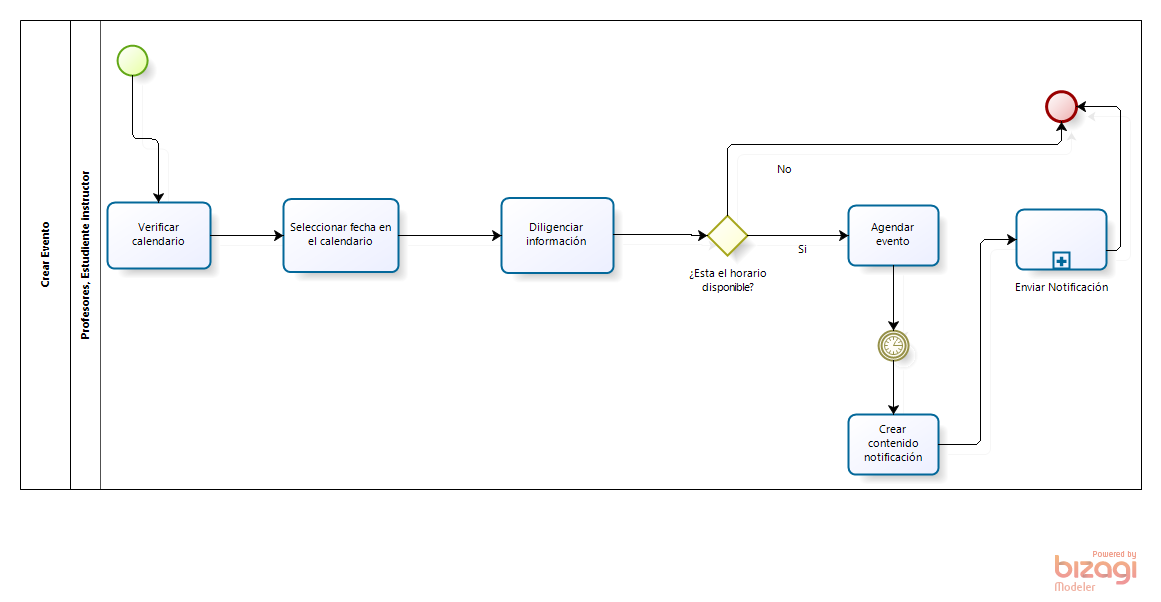 Crear Evento
Profesores, Estudiante instructor
Verificar
calendario
Seleccionar fecha en
el calendario
Diligenciar
información
¿Esta el horario
disponible?
No
Si
Agendar
evento
Crear
contenido
notificación
Enviar Notificación
Powered by
bizagi
Modeler